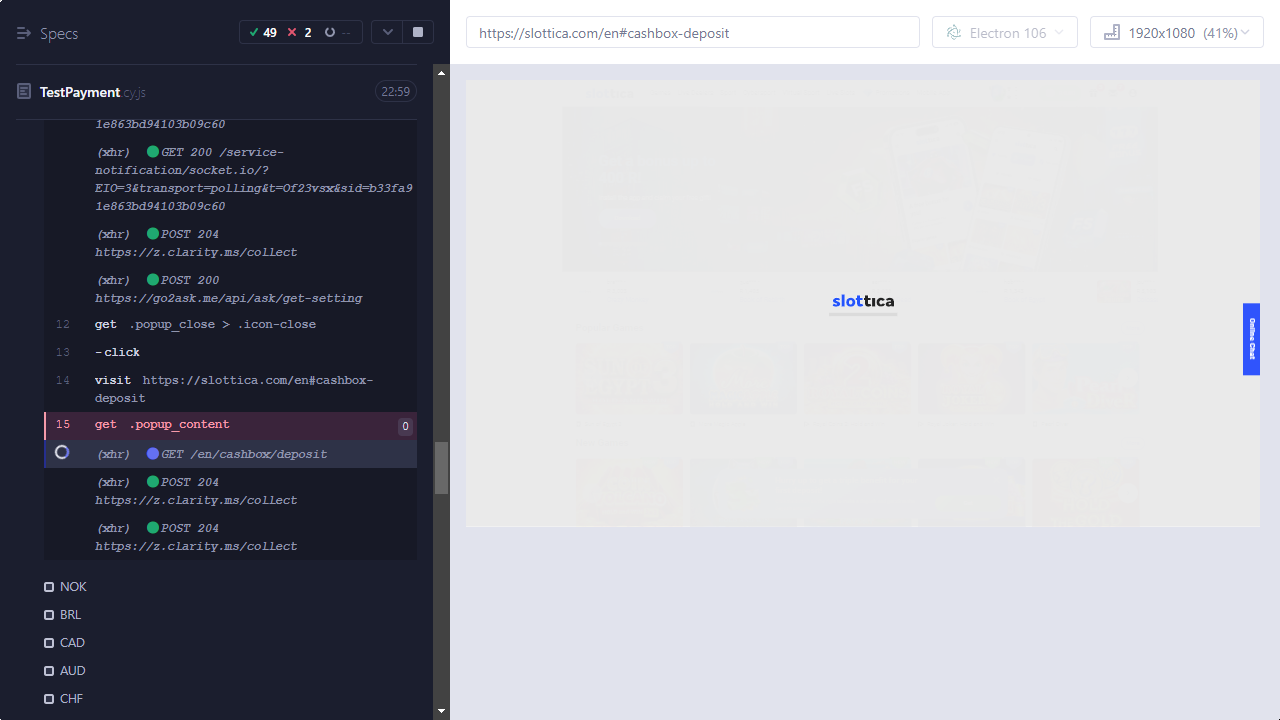 Specs
49
2
--
https://slottica.com/en#cashbox-deposit
Electron 106
1920x1080 (41%)
TestPayment.cy.js
22:59
1e863bd94103b09c60
(xhr) GET 200 /service-
notification/socket.io/?
EIO=3&transport=polling&t=Of23vsx&sid=b33fa9
1e863bd94103b09c60
(xhr) POST 204
https://z.clarity.ms/collect
(xhr) POST 200
https://go2ask.me/api/ask/get-setting
12 get .popup_close > .icon-close
13 -click
14 visit https://slottica.com/en#cashbox-
deposit
15 get .popup_content 0
(xhr) GET /en/cashbox/deposit
(xhr) POST 204
https://z.clarity.ms/collect
(xhr) POST 204
https://z.clarity.ms/collect
NOK
BRL
CAD
AUD
CHF
slottica
Online Chat